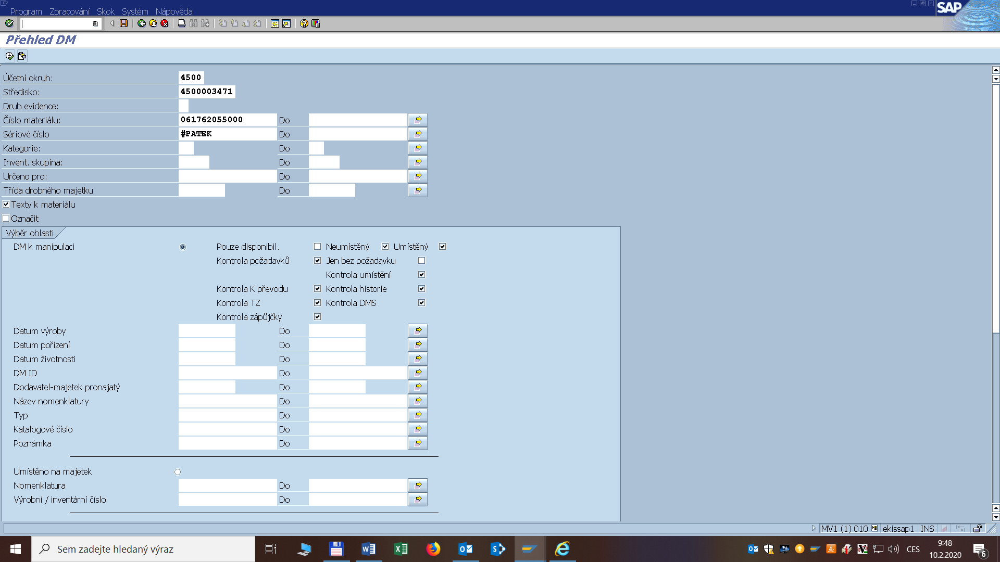 Program Zpracování Skok Systém Nápověda
SAP
Přehled DM
Účetní okruh: 4500
Středisko: 4500003471
Druh evidence:
Číslo materiálu: 061762055000 Do
Sériové číslo #PATEK Do
Kategorie: Do
Invent. skupina: Do
Určeno pro: Do
Třída drobného majetku Do
Texty k materiálu
Označit
Výběr oblasti
DM k manipulaci Pouze disponibil. Neumístěný Umístěný
Kontrola požadavků Jen bez požadavku
Kontrola umístění
Kontrola K převodu Kontrola historie
Kontrola TZ Kontrola DMS
Kontrola zápůjčky
Datum výroby Do
Datum pořízení Do
Datum životnosti Do
DM ID Do
Dodavatel-majetek pronajatý Do
Název nomenklatury Do
Typ Do
Katalogové číslo Do
Poznámka Do
Umístěno na majetek
Nomenklatura Do
Výrobní / inventární číslo Do
MV1 (1) 010 ekissap1 INS
Sem zadejte hledaný výraz
CES
9:48
10.2.2020
6